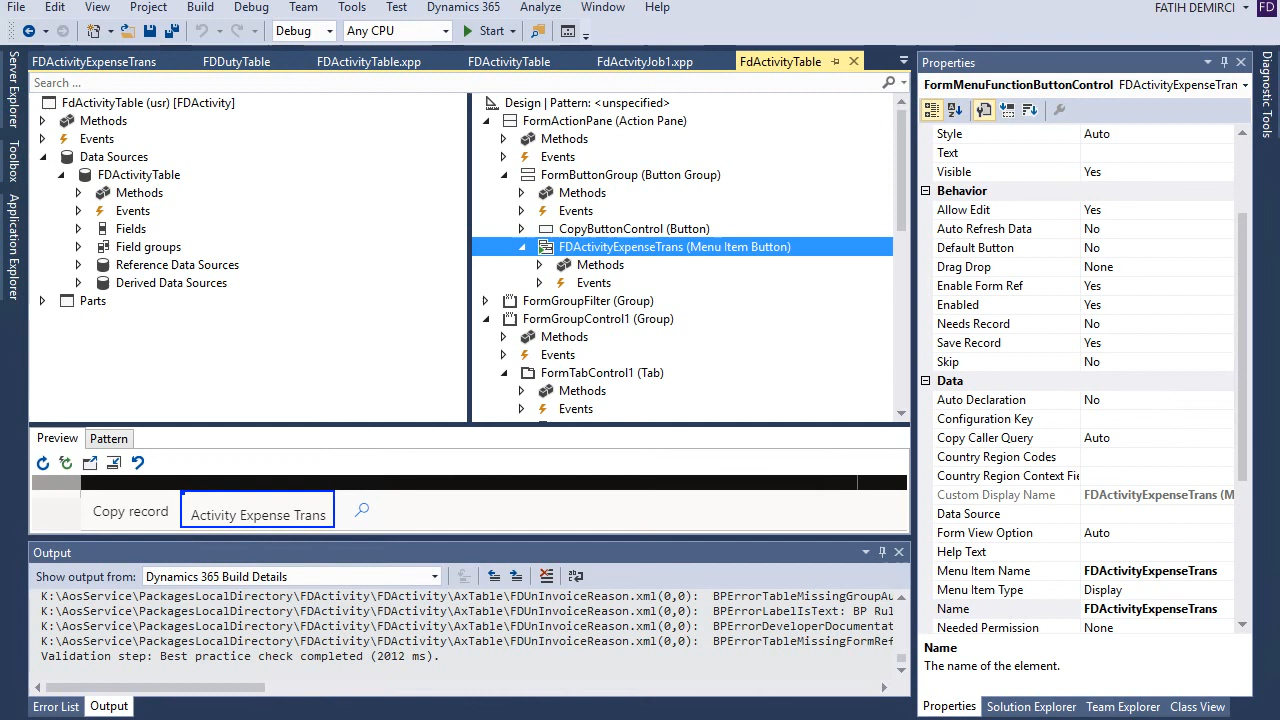 File Edit View Project Build Debug Team Tools Test Dynamics 365 Analyze Window Help FATIH DEMIRCI FD
Debug Any CPU Start
FDActivityExpenseTrans FDDutyTable FDActivityTable.xpp FDActivityTable FdActivityJob1.xpp FdActivityTable
Server Explorer
Toolbox
Application Explorer
Search ...
FdActivityTable (usr) [FDActivity]
Methods
Events
Data Sources
FDActivityTable
Methods
Events
Fields
Field groups
Reference Data Sources
Derived Data Sources
Parts
Design | Pattern: <unspecified>
FormActionPane (Action Pane)
Methods
Events
FormButtonGroup (Button Group)
Methods
Events
CopyButtonControl (Button)
FDActivityExpenseTrans (Menu Item Button)
Methods
Events
FormGroupFilter (Group)
FormGroupControl1 (Group)
Methods
Events
FormTabControl1 (Tab)
Methods
Events
Preview Pattern
Copy record Activity Expense Trans
Output
Show output from: Dynamics 365 Build Details
K:\AosService\PackagesLocalDirectory\FDActivity\FDActivity\AxTable\FDUnInvoiceReason.xml(0,0): BPErrorTableMissingGroupAu
K:\AosService\PackagesLocalDirectory\FDActivity\FDActivity\AxTable\FDUnInvoiceReason.xml(0,0): BPErrorLabelIsText: BP Rul
K:\AosService\PackagesLocalDirectory\FDActivity\FDActivity\AxTable\FDUnInvoiceReason.xml(0,0): BPErrorDeveloperDocumentat
K:\AosService\PackagesLocalDirectory\FDActivity\FDActivity\AxTable\FDUnInvoiceReason.xml(0,0): BPErrorTableMissingFormRef
Validation step: Best prartice check completed (2012 ms).
Error List Output
Properties
FormMenuFunctionButtonControl FDActivityExpenseTran
Style Auto
Text
Visible Yes
Behavior
Allow Edit Yes
Auto Refresh Data No
Default Button No
Drag Drop None
Enable Form Ref Yes
Enabled Yes
Needs Record No
Save Record Yes
Skip No
Data
Auto Declaration No
Configuration Key
Copy Caller Query Auto
Country Region Codes
Country Region Context Fie
Custom Display Name FDActivityExpenseTrans (M
Data Source
Form View Option Auto
Help Text
Menu Item Name FDActivityExpenseTrans
Menu Item Type Display
Name FDActivityExpenseTrans
Needed Permission None
Name
The name of the element.
Properties Solution Explorer Team Explorer Class View
Diagnostic Tools